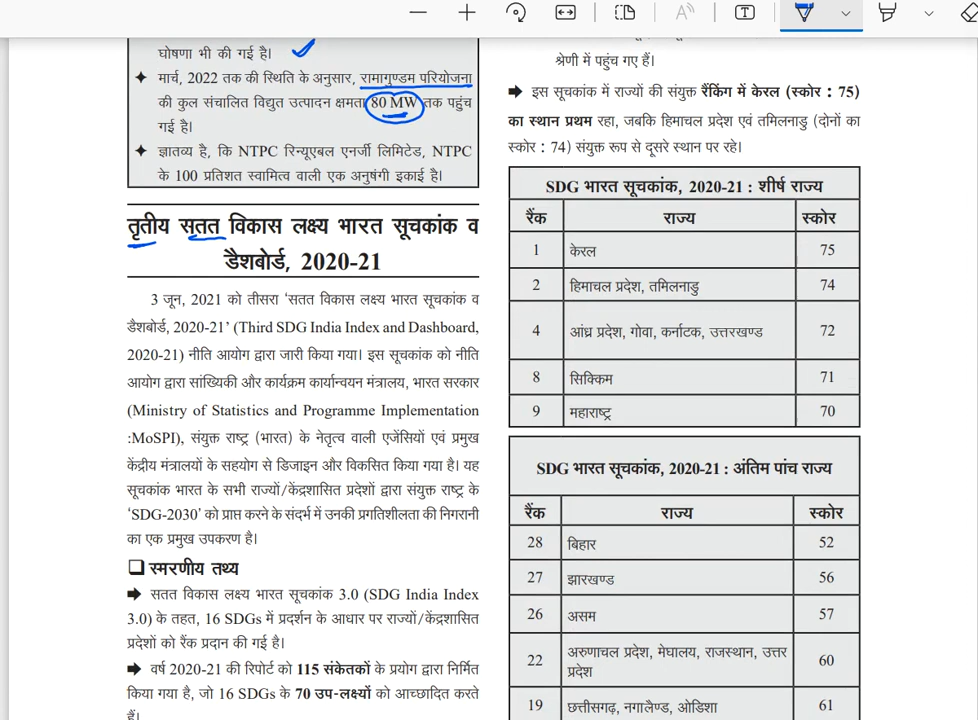 घोषणा भी की गई है।
✦ मार्च, 2022 तक की स्थिति के अनुसार, रामागुण्डम परियोजना
की कुल संचालित विद्युत उत्पादन क्षमता 80 MW तक पहुंच
गई है।
✦ ज्ञातव्य है, कि NTPC रिन्यूएबल एनर्जी लिमिटेड, NTPC
के 100 प्रतिशत स्वामित्व वाली एक अनुषंगी इकाई है।
तृतीय सतत विकास लक्ष्य भारत सूचकांक व
डैशबोर्ड, 2020-21
3 जून, 2021 को तीसरा ‘सतत विकास लक्ष्य भारत सूचकांक व
डैशबोर्ड, 2020-21’ (Third SDG India Index and Dashboard,
2020-21) नीति आयोग द्वारा जारी किया गया। इस सूचकांक को नीति
आयोग द्वारा सांख्यिकी और कार्यक्रम कार्यान्वयन मंत्रालय, भारत सरकार
(Ministry of Statistics and Programme Implementation
:MoSPI), संयुक्त राष्ट्र (भारत) के नेतृत्व वाली एजेंसियों एवं प्रमुख
केंद्रीय मंत्रालयों के सहयोग से डिजाइन और विकसित किया गया है। यह
सूचकांक भारत के सभी राज्यों/केंद्रशासित प्रदेशों द्वारा संयुक्त राष्ट्र के
‘SDG-2030’ को प्राप्त करने के संदर्भ में उनकी प्रगतिशीलता की निगरानी
का एक प्रमुख उपकरण है।
❑ स्मरणीय तथ्य
➡ सतत विकास लक्ष्य भारत सूचकांक 3.0 (SDG India Index
3.0) के तहत, 16 SDGs में प्रदर्शन के आधार पर राज्यों/केंद्रशासित
प्रदेशों को रैंक प्रदान की गई है।
➡ वर्ष 2020-21 की रिपोर्ट को 115 संकेतकों के प्रयोग द्वारा निर्मित
किया गया है, जो 16 SDGs के 70 उप-लक्ष्यों को आच्छादित करते
हैं।
श्रेणी में पहुंच गए हैं।
➡ इस सूचकांक में राज्यों की संयुक्त रैंकिंग में केरल (स्कोर : 75)
का स्थान प्रथम रहा, जबकि हिमाचल प्रदेश एवं तमिलनाडु (दोनों का
स्कोर : 74) संयुक्त रूप से दूसरे स्थान पर रहे।
SDG भारत सूचकांक, 2020-21 : शीर्ष राज्य
रैंक राज्य स्कोर
1 केरल 75
2 हिमाचल प्रदेश, तमिलनाडु 74
4 आंध्र प्रदेश, गोवा, कर्नाटक, उत्तरखण्ड 72
8 सिक्किम 71
9 महाराष्ट्र 70
SDG भारत सूचकांक, 2020-21 : अंतिम पांच राज्य
रैंक राज्य स्कोर
28 बिहार 52
27 झारखण्ड 56
26 असम 57
22 अरुणाचल प्रदेश, मेघालय, राजस्थान, उत्तर
प्रदेश 60
19 छत्तीसगढ़, नगालैण्ड, ओडिशा 61